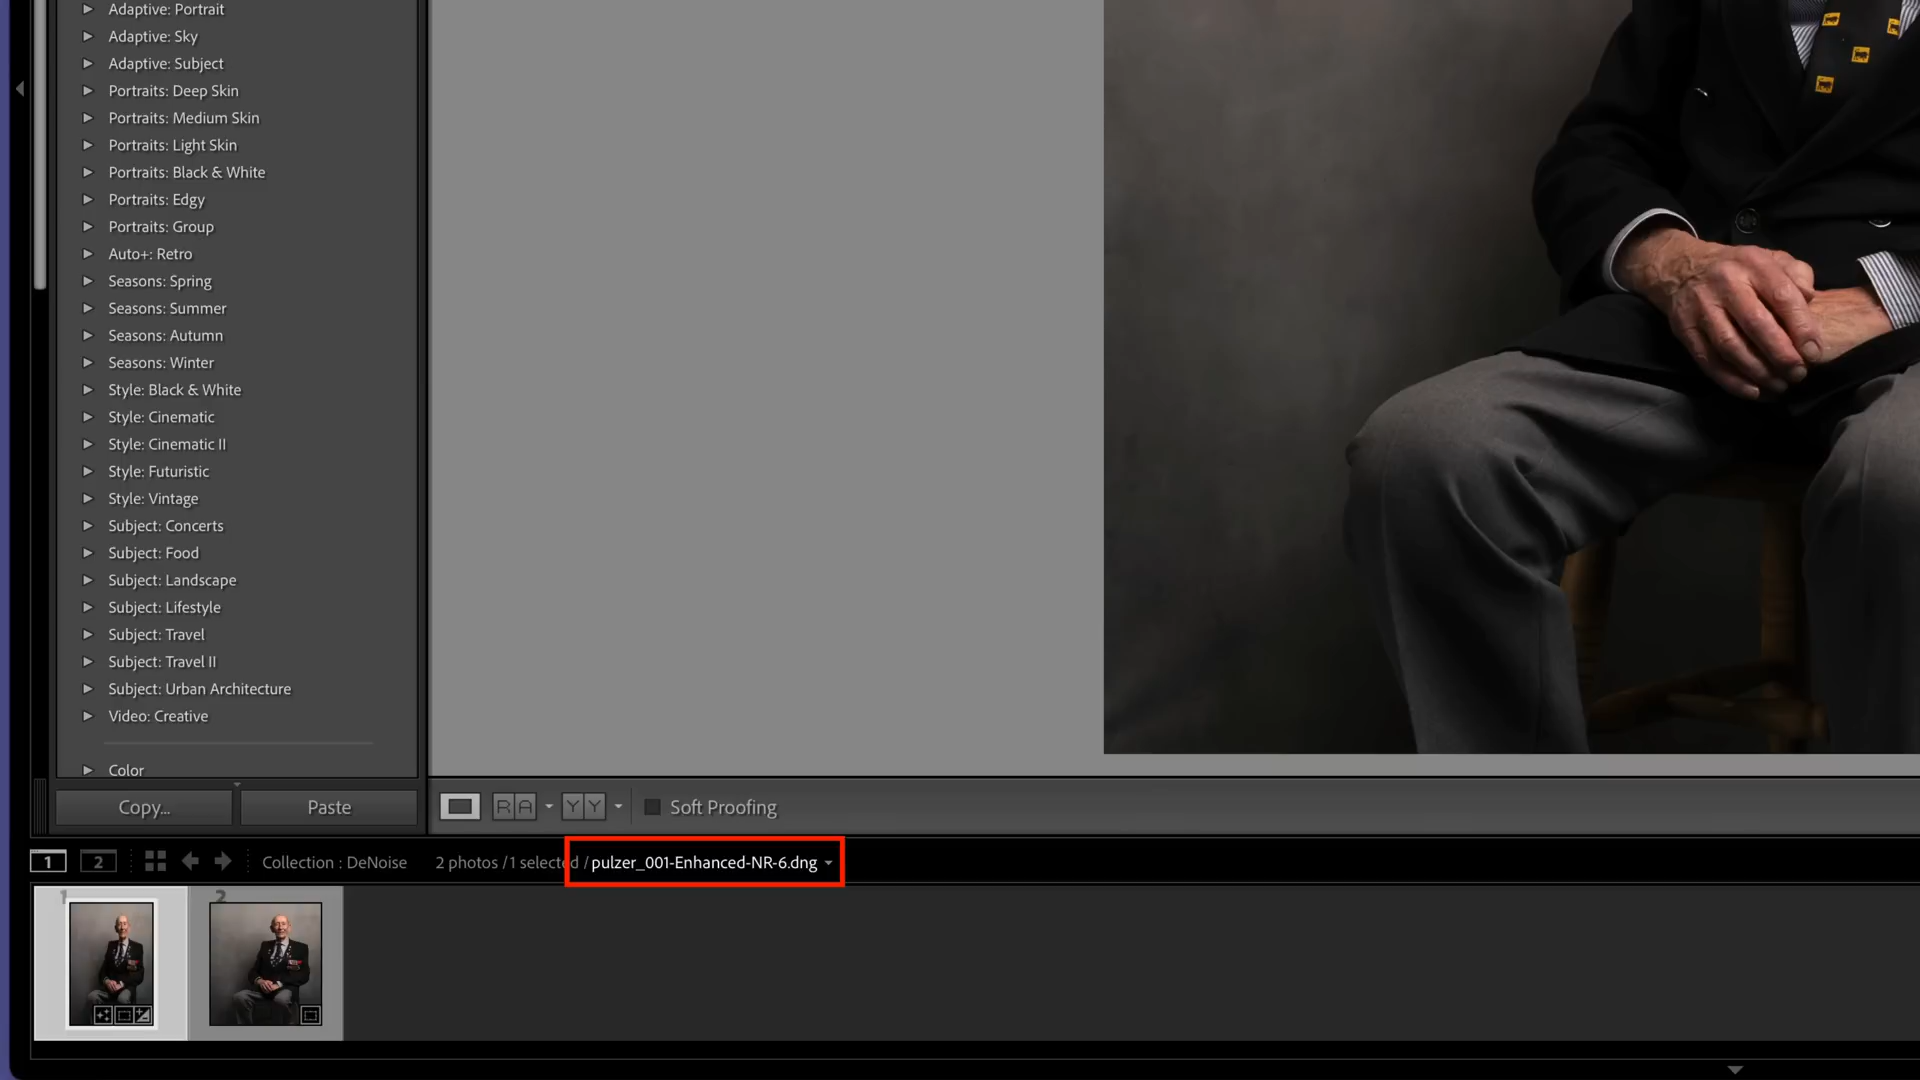 Adaptive: Portrait
Adaptive: Sky
Adaptive: Subject
Portraits: Deep Skin
Portraits: Medium Skin
Portraits: Light Skin
Portraits: Black & White
Portraits: Edgy
Portraits: Group
Auto+: Retro
Seasons: Spring
Seasons: Summer
Seasons: Autumn
Seasons: Winter
Style: Black & White
Style: Cinematic
Style: Cinematic II
Style: Futuristic
Style: Vintage
Subject: Concerts
Subject: Food
Subject: Landscape
Subject: Lifestyle
Subject: Travel
Subject: Travel II
Subject: Urban Architecture
Video: Creative
Color
Copy... Paste R A Y Y Soft Proofing
1 2 Collection : DeNoise 2 photos / 1 selected / pulzer_001-Enhanced-NR-6.dng
1 2